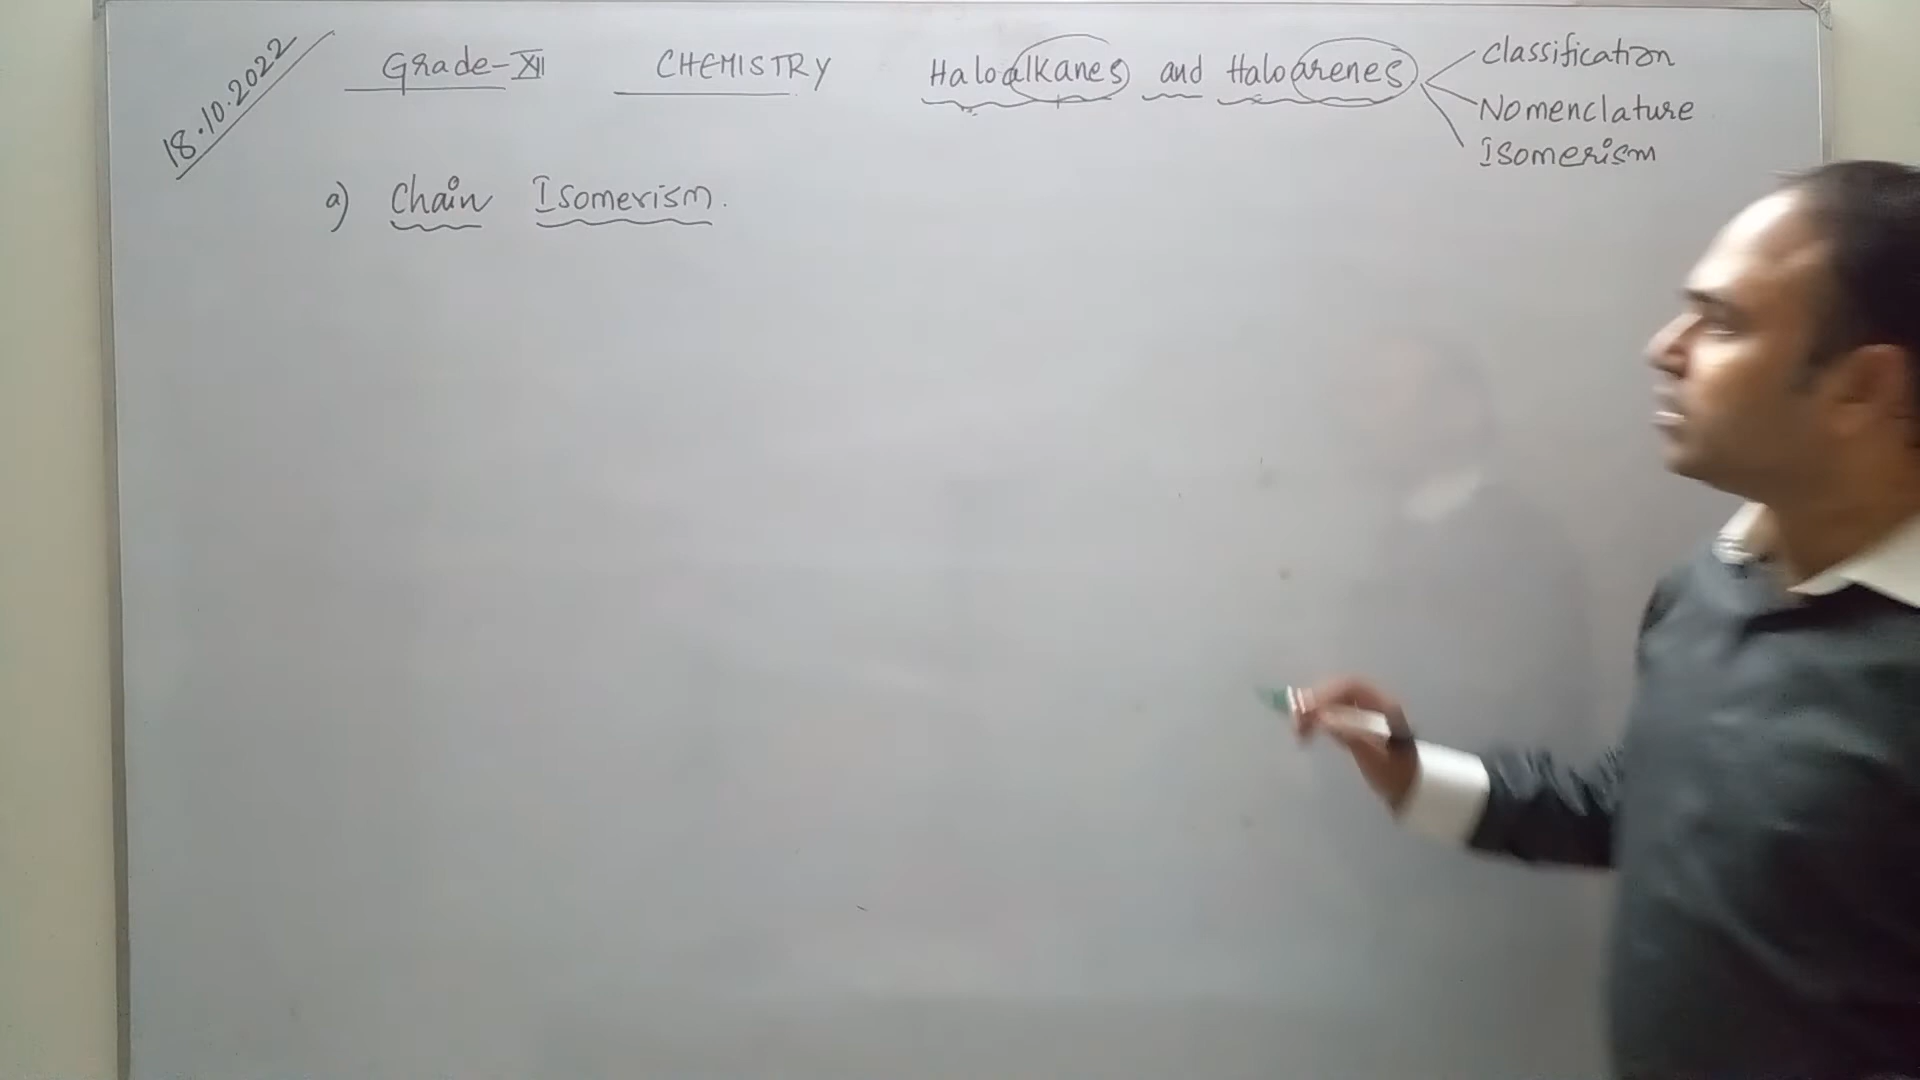 18.10.2022
Grade-XII CHEMISTRY Haloalkanes and Haloarenes
Classification
Nomenclature
Isomerism
a) Chain Isomerism.